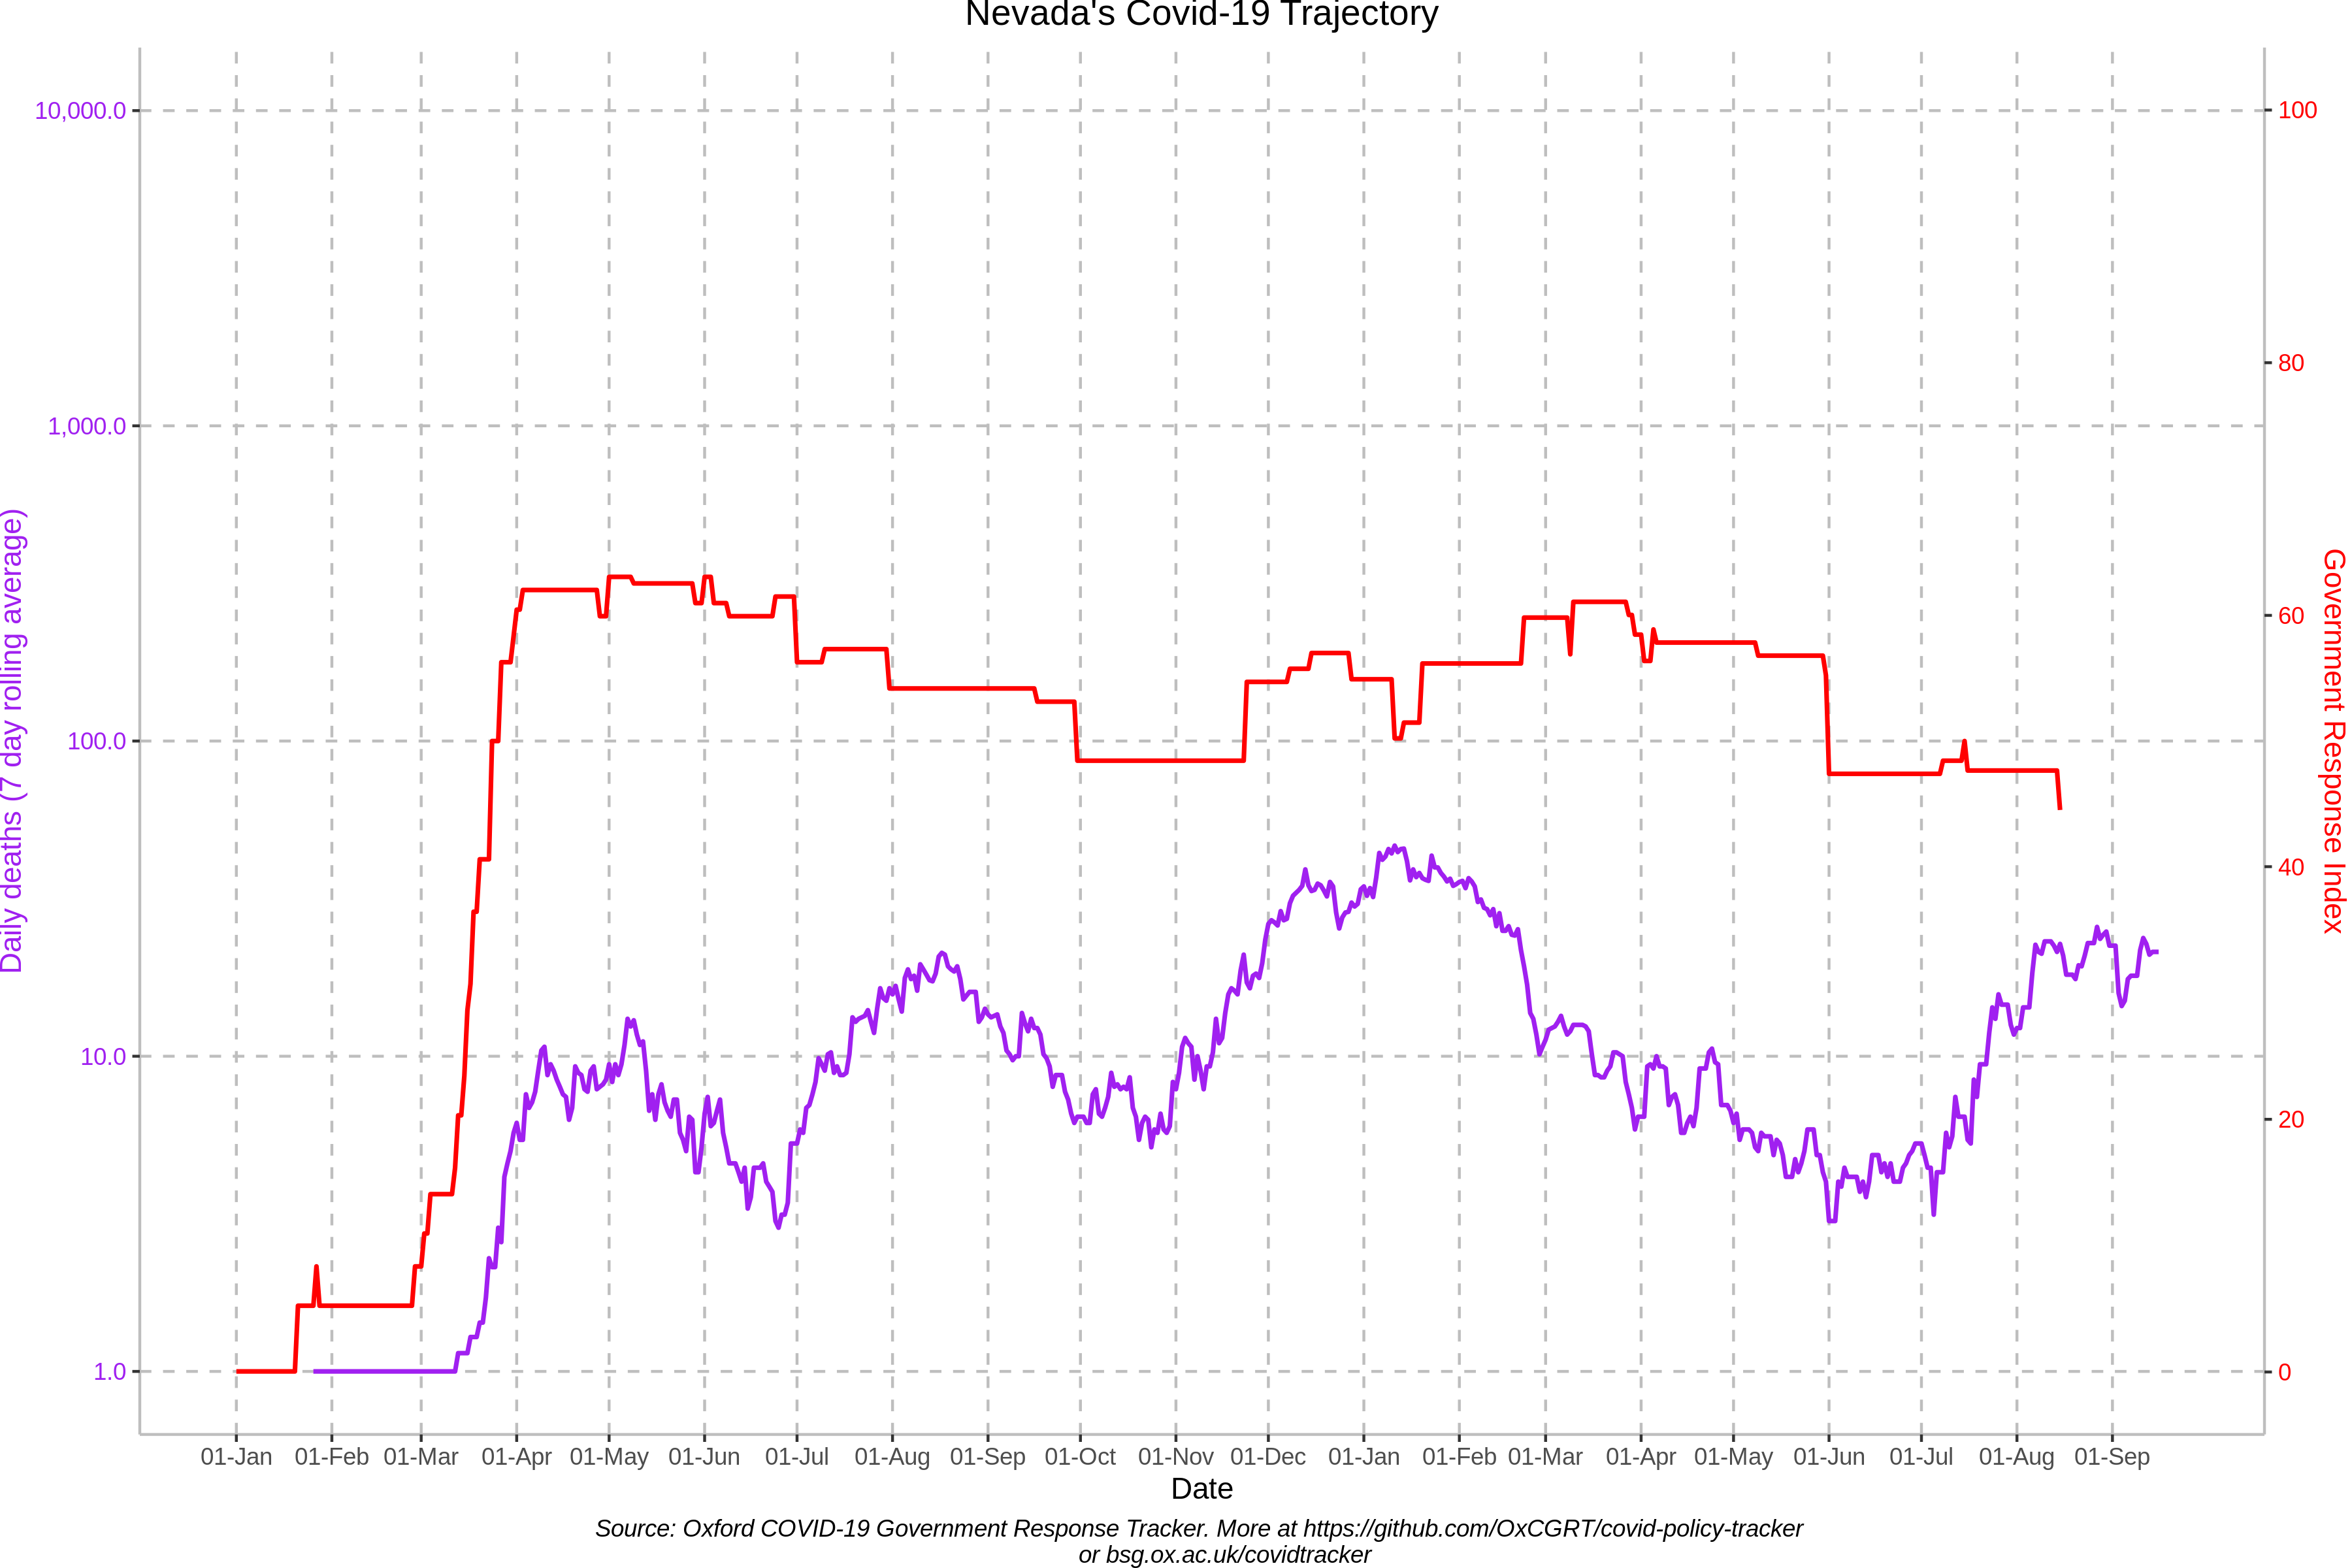 Nevada's Covid-19 Trajectory
10,000.0
1,000.0
100.0
10.0
1.0
Daily deaths (7 day rolling average)
100
80
60
40
20
0
Government Response Index
01-Jan 01-Feb 01-Mar 01-Apr 01-May 01-Jun 01-Jul 01-Aug 01-Sep 01-Oct 01-Nov 01-Dec 01-Jan 01-Feb 01-Mar 01-Apr 01-May 01-Jun 01-Jul 01-Aug 01-Sep
Date
Source: Oxford COVID-19 Government Response Tracker. More at https://github.com/OxCGRT/covid-policy-tracker
or bsg.ox.ac.uk/covidtracker